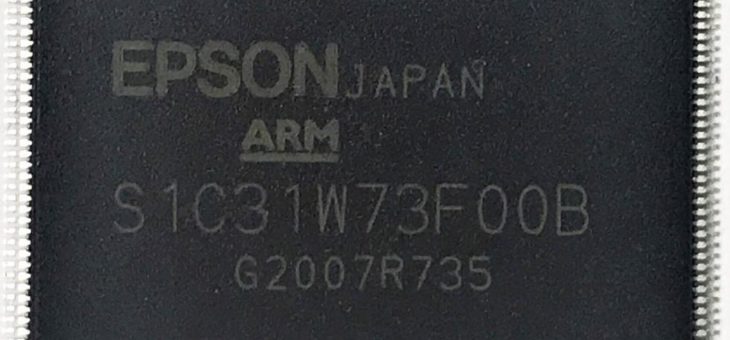 EPSON JAPAN
ARM
S1C31W73F00B
G2007R735